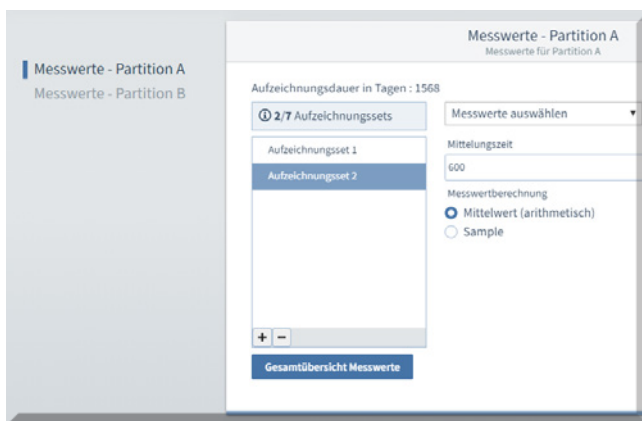 Messwerte - Partition A
Messwerte für Partition A
Messwerte - Partition A
Messwerte - Partition B
Aufzeichnungsdauer in Tagen : 1568
2/7 Aufzeichnungssets
Aufzeichnungsset 1
Aufzeichnungsset 2
+ −
Gesamtübersicht Messwerte
Messwerte auswählen
Mittelungszeit
600
Messwertberechnung
Mittelwert (arithmetisch)
Sample